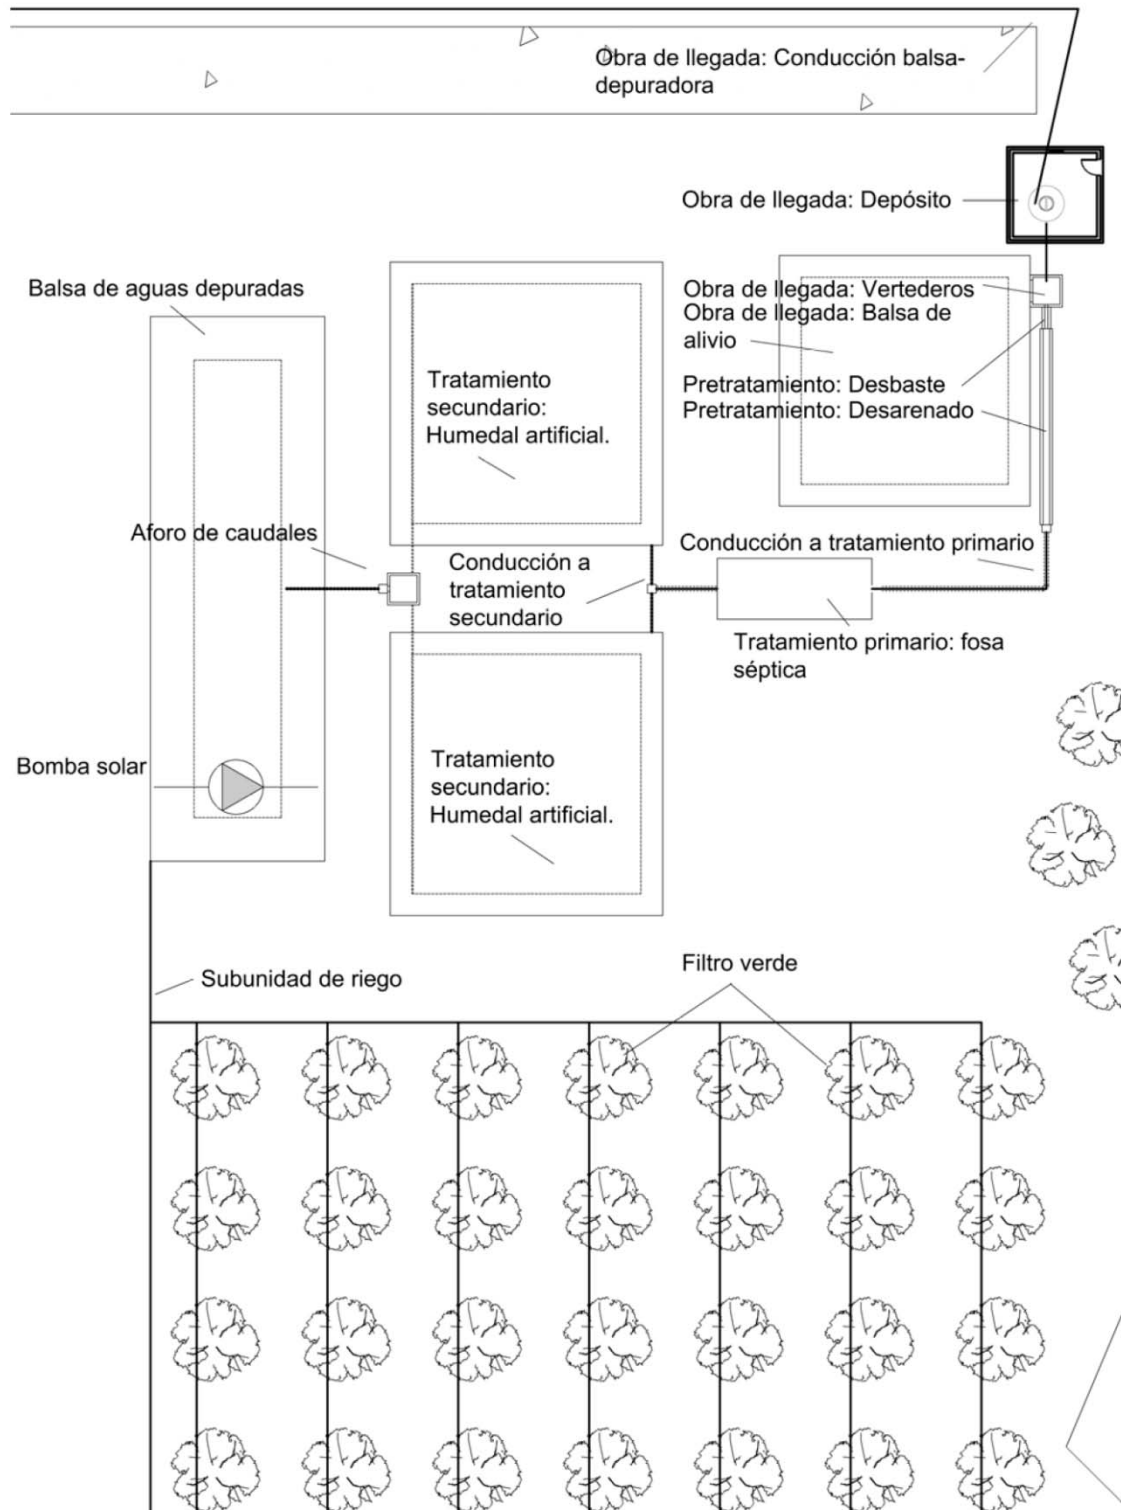 Obra de llegada: Conducción balsa-
depuradora
Obra de llegada: Depósito
Balsa de aguas depuradas
Obra de llegada: Vertederos
Obra de llegada: Balsa de
alivio
Tratamiento
secundario:
Humedal artificial.
Pretratamiento: Desbaste
Pretratamiento: Desarenado
Aforo de caudales
Conducción a
tratamiento
secundario
Conducción a tratamiento primario
Tratamiento primario: fosa
séptica
Bomba solar
Tratamiento
secundario:
Humedal artificial.
Subunidad de riego
Filtro verde